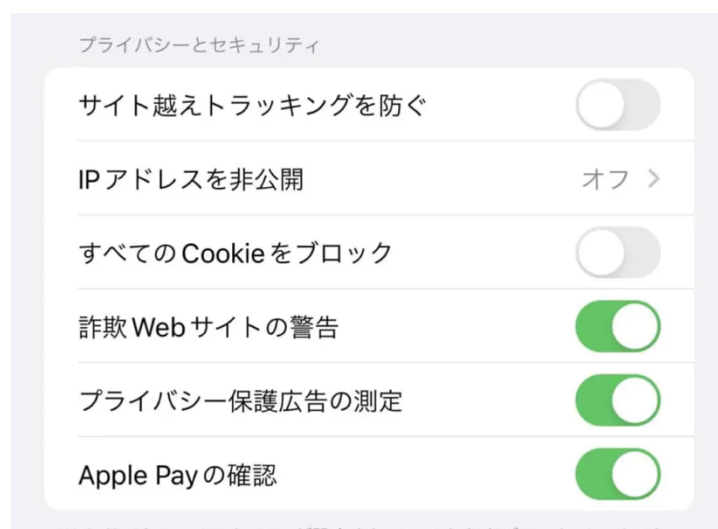 プライバシーとセキュリティ
サイト越えトラッキングを防ぐ
IPアドレスを非公開 オフ
すべてのCookieをブロック
詐欺Webサイトの警告
プライバシー保護広告の測定
Apple Payの確認